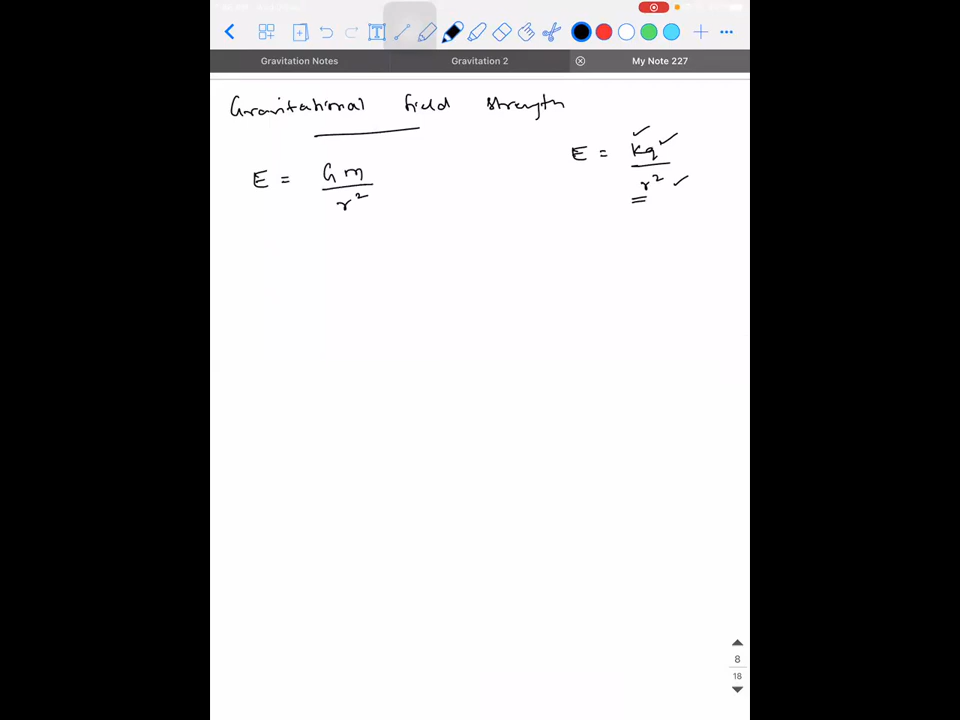 Gravitation Notes
Gravitation 2
My Note 227
Gravitational field strength
E = Gm / r²
E = kq / r²
8
18